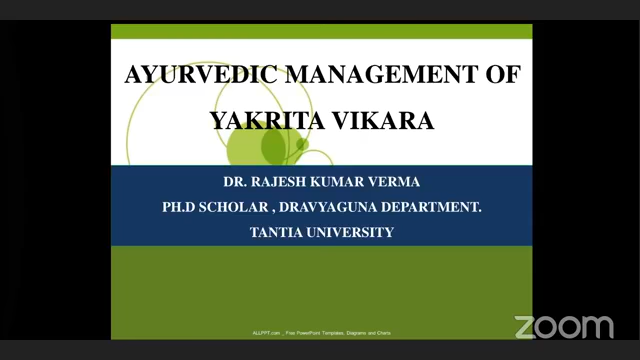 AYURVEDIC MANAGEMENT OF
YAKRITA VIKARA
DR. RAJESH KUMAR VERMA
PH.D SCHOLAR , DRAVYAGUNA DEPARTMENT.
TANTIA UNIVERSITY
ALLPPT.com _ Free PowerPoint Templates, Diagrams and Charts
zoom